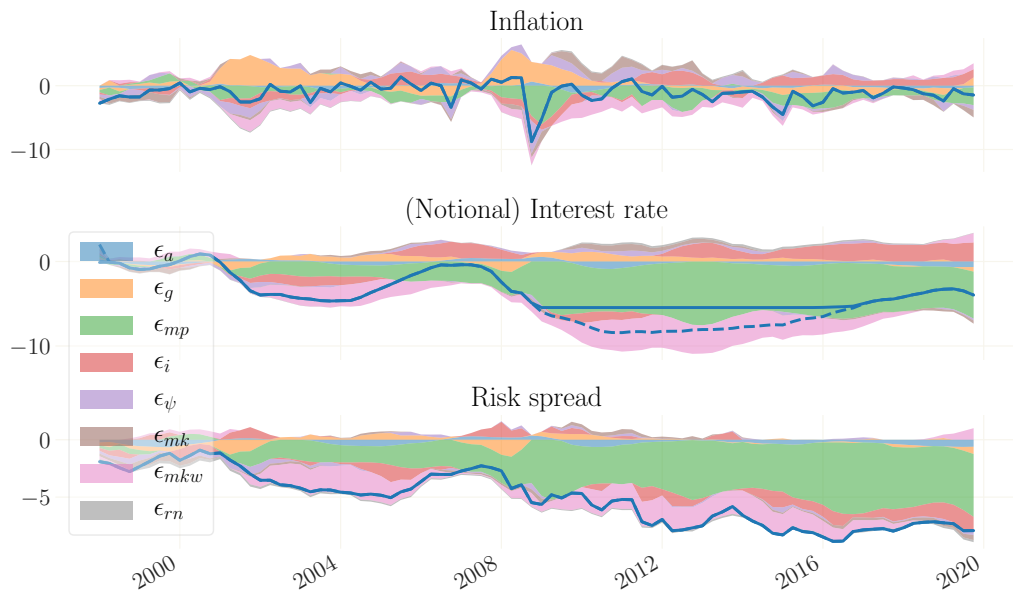 Inflation
0
−10
(Notional) Interest rate
0
−10
ϵₐ
ϵ_g
ϵ_mp
ϵ_i
ϵ_ψ
ϵ_mk
ϵ_mkw
ϵ_rn
Risk spread
0
−5
2000
2004
2008
2012
2016
2020